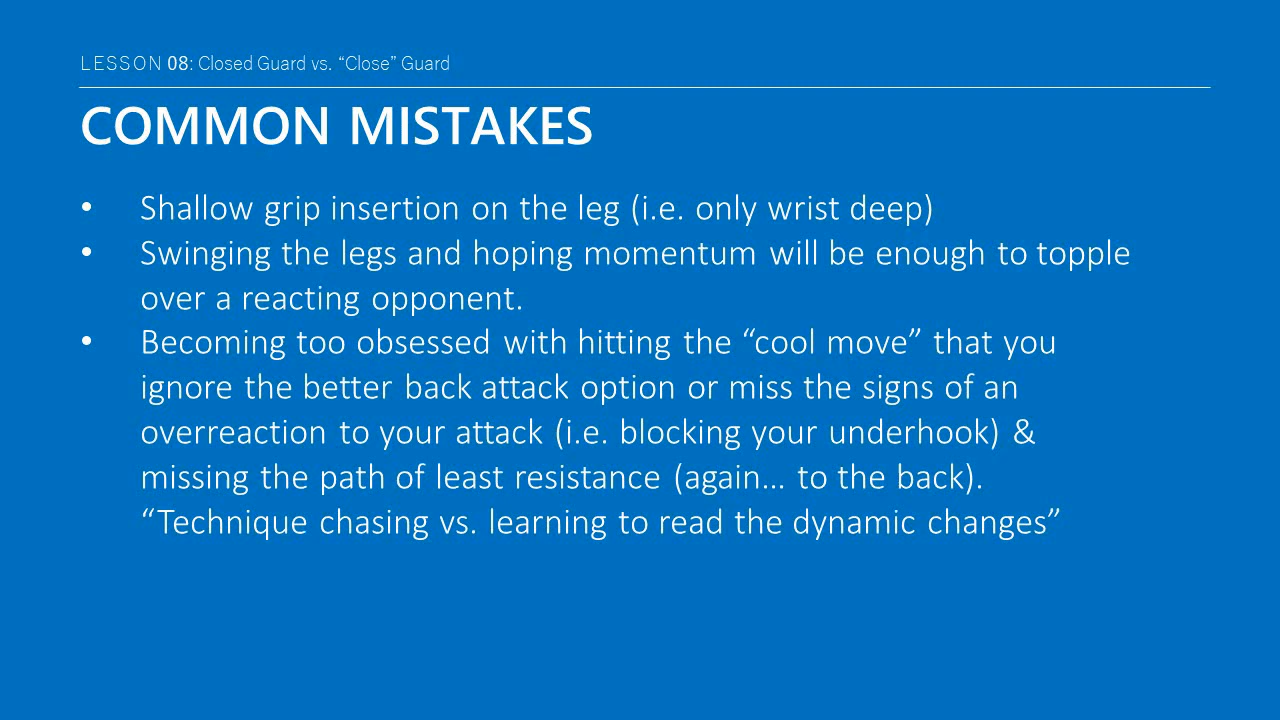 LESSON 08: Closed Guard vs. “Close” Guard
COMMON MISTAKES
• Shallow grip insertion on the leg (i.e. only wrist deep)
• Swinging the legs and hoping momentum will be enough to topple
over a reacting opponent.
• Becoming too obsessed with hitting the “cool move” that you
ignore the better back attack option or miss the signs of an
overreaction to your attack (i.e. blocking your underhook) &
missing the path of least resistance (again… to the back).
“Technique chasing vs. learning to read the dynamic changes”